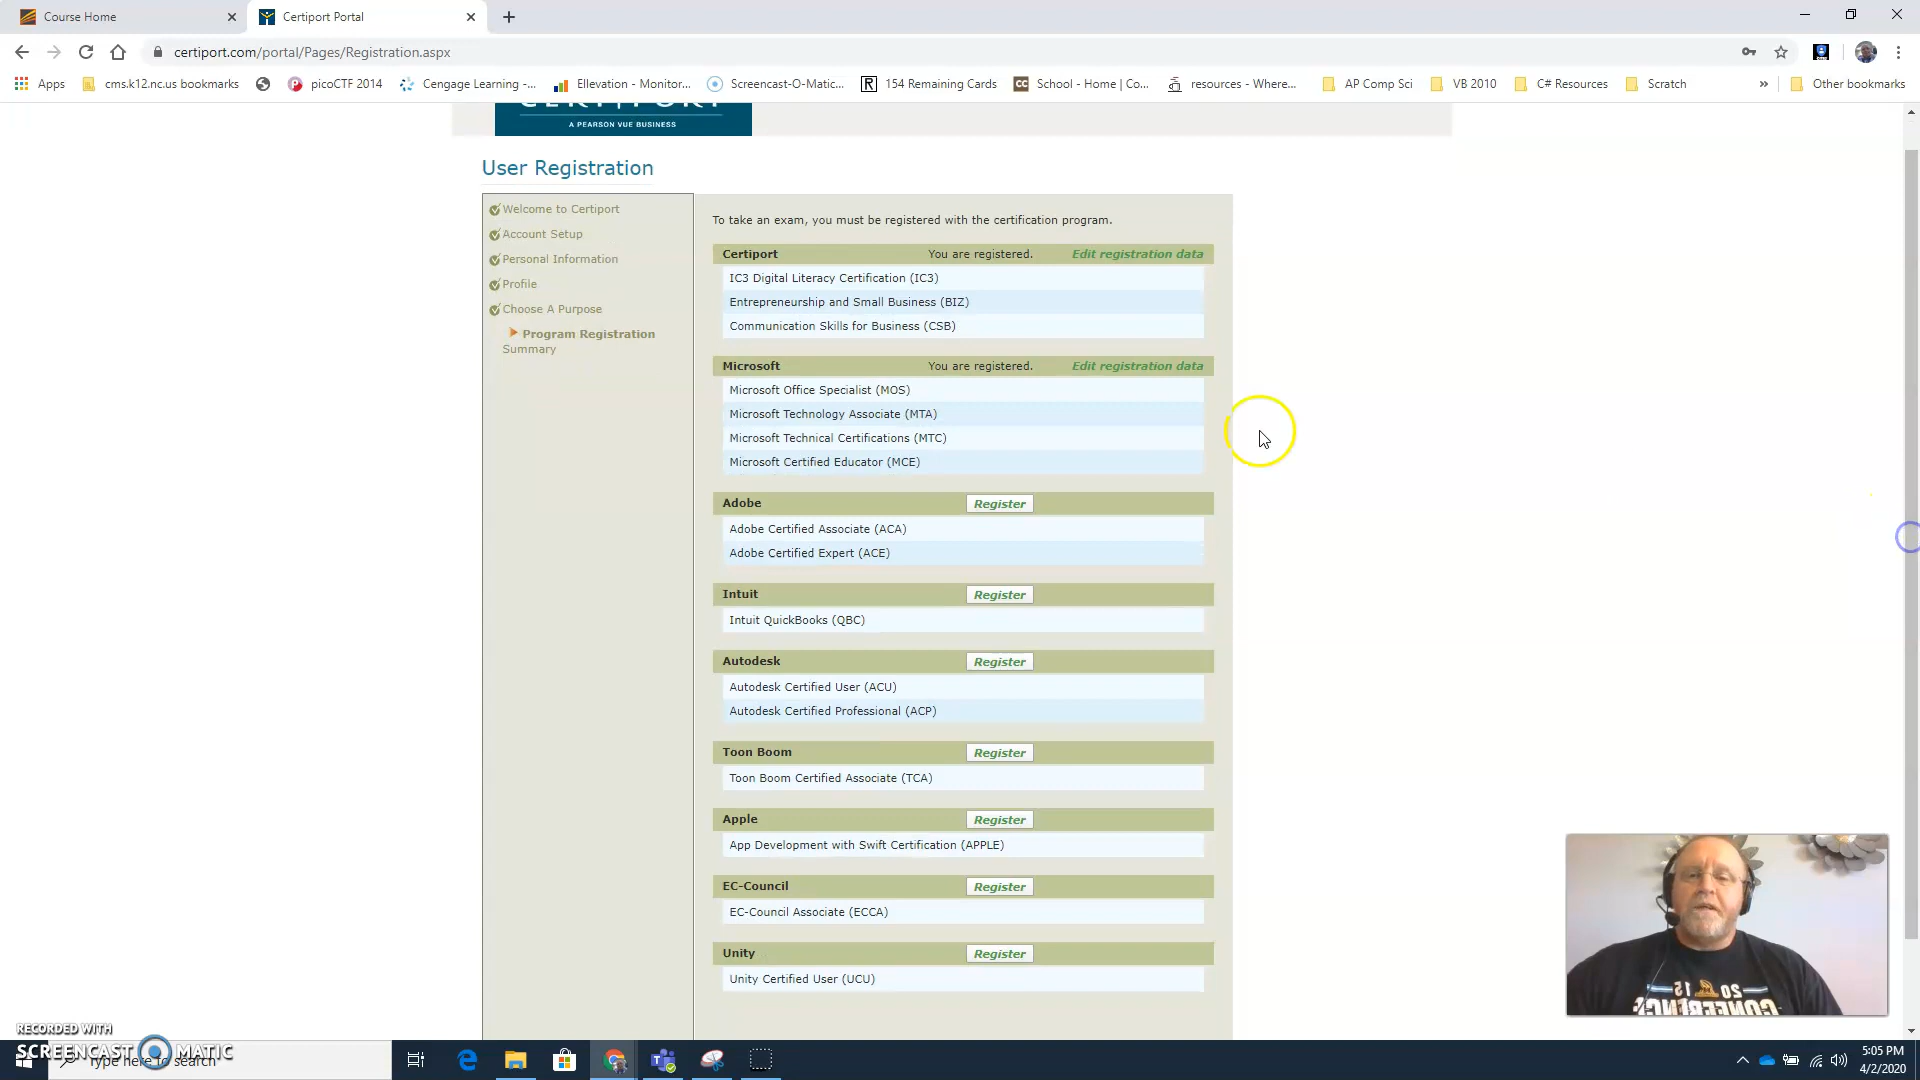 Course Home
Certiport Portal
certiport.com/portal/Pages/Registration.aspx
Apps
cms.k12.nc.us bookmarks
picoCTF 2014
Cengage Learning -...
Ellevation - Monitor...
Screencast-O-Matic...
R 154 Remaining Cards
CC School - Home | Co...
resources - Where...
AP Comp Sci
VB 2010
C# Resources
Scratch
»
Other bookmarks
CERTIPORT
A PEARSON VUE BUSINESS
User Registration
Welcome to Certiport
Account Setup
Personal Information
Profile
Choose A Purpose
Program Registration
Summary
To take an exam, you must be registered with the certification program.
Certiport You are registered. Edit registration data
IC3 Digital Literacy Certification (IC3)
Entrepreneurship and Small Business (BIZ)
Communication Skills for Business (CSB)
Microsoft You are registered. Edit registration data
Microsoft Office Specialist (MOS)
Microsoft Technology Associate (MTA)
Microsoft Technical Certifications (MTC)
Microsoft Certified Educator (MCE)
Adobe Register
Adobe Certified Associate (ACA)
Adobe Certified Expert (ACE)
Intuit Register
Intuit QuickBooks (QBC)
Autodesk Register
Autodesk Certified User (ACU)
Autodesk Certified Professional (ACP)
Toon Boom Register
Toon Boom Certified Associate (TCA)
Apple Register
App Development with Swift Certification (APPLE)
EC-Council Register
EC-Council Associate (ECCA)
Unity Register
Unity Certified User (UCU)
2015
CONFERENCE
RECORDED WITH
SCREENCAST MATIC
Type here to search
5:05 PM
4/2/2020